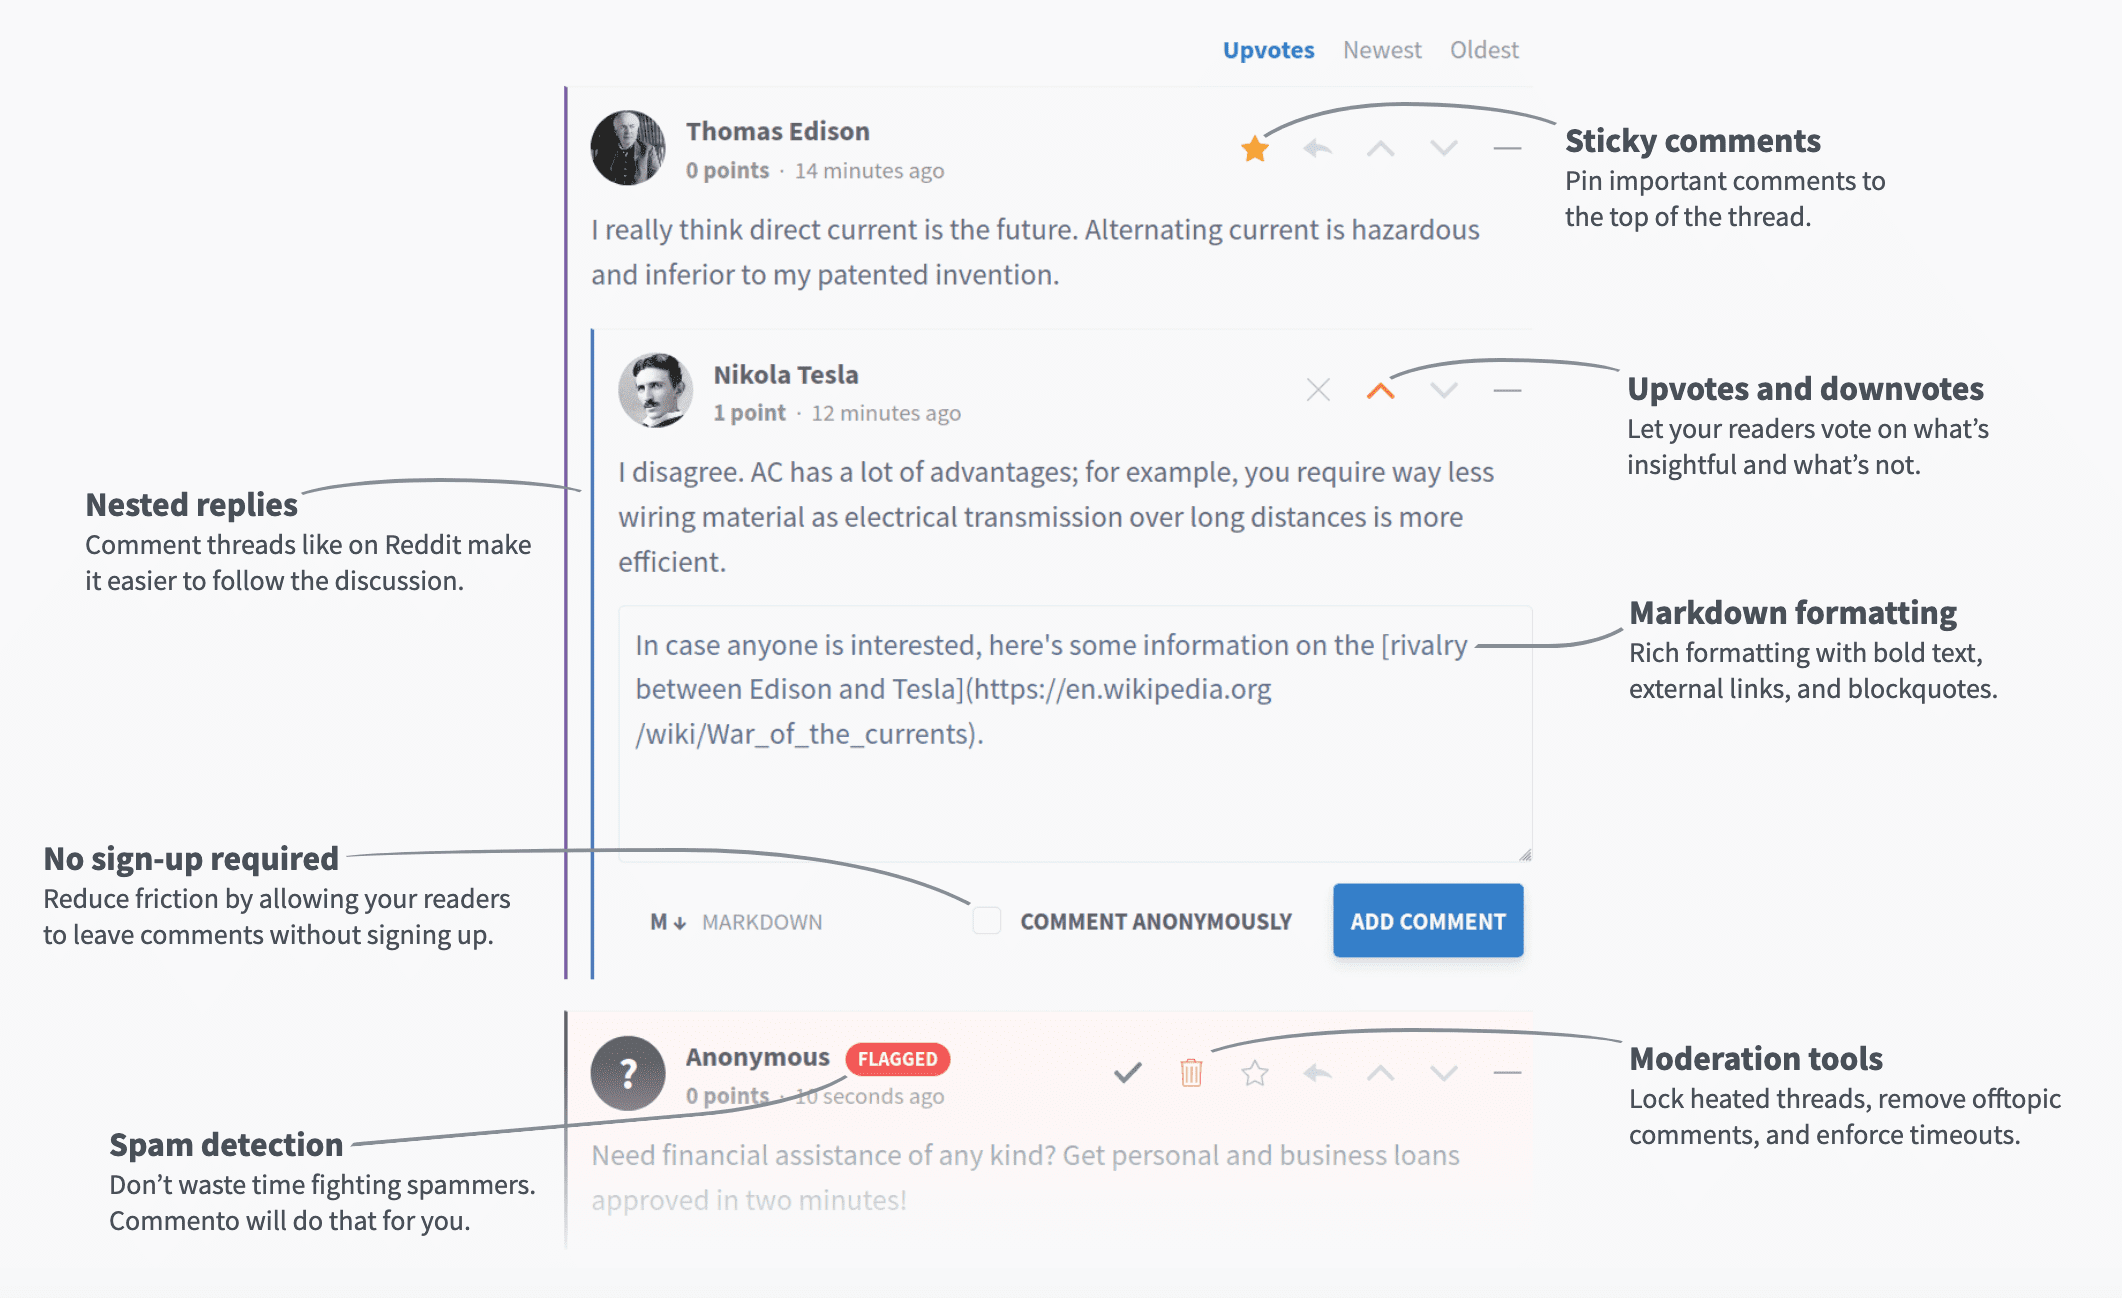 Upvotes Newest Oldest
Thomas Edison
0 points · 14 minutes ago
Sticky comments
Pin important comments to
the top of the thread.
I really think direct current is the future. Alternating current is hazardous
and inferior to my patented invention.
Nikola Tesla
1 point · 12 minutes ago
Upvotes and downvotes
Let your readers vote on what’s
insightful and what’s not.
I disagree. AC has a lot of advantages; for example, you require way less
wiring material as electrical transmission over long distances is more
efficient.
Nested replies
Comment threads like on Reddit make
it easier to follow the discussion.
In case anyone is interested, here's some information on the [rivalry
between Edison and Tesla](https://en.wikipedia.org
/wiki/War_of_the_currents).
Markdown formatting
Rich formatting with bold text,
external links, and blockquotes.
No sign-up required
Reduce friction by allowing your readers
to leave comments without signing up.
M↓ MARKDOWN COMMENT ANONYMOUSLY ADD COMMENT
? Anonymous FLAGGED
0 points · 10 seconds ago
Moderation tools
Lock heated threads, remove offtopic
comments, and enforce timeouts.
Spam detection
Don’t waste time fighting spammers.
Commento will do that for you.
Need financial assistance of any kind? Get personal and business loans
approved in two minutes!